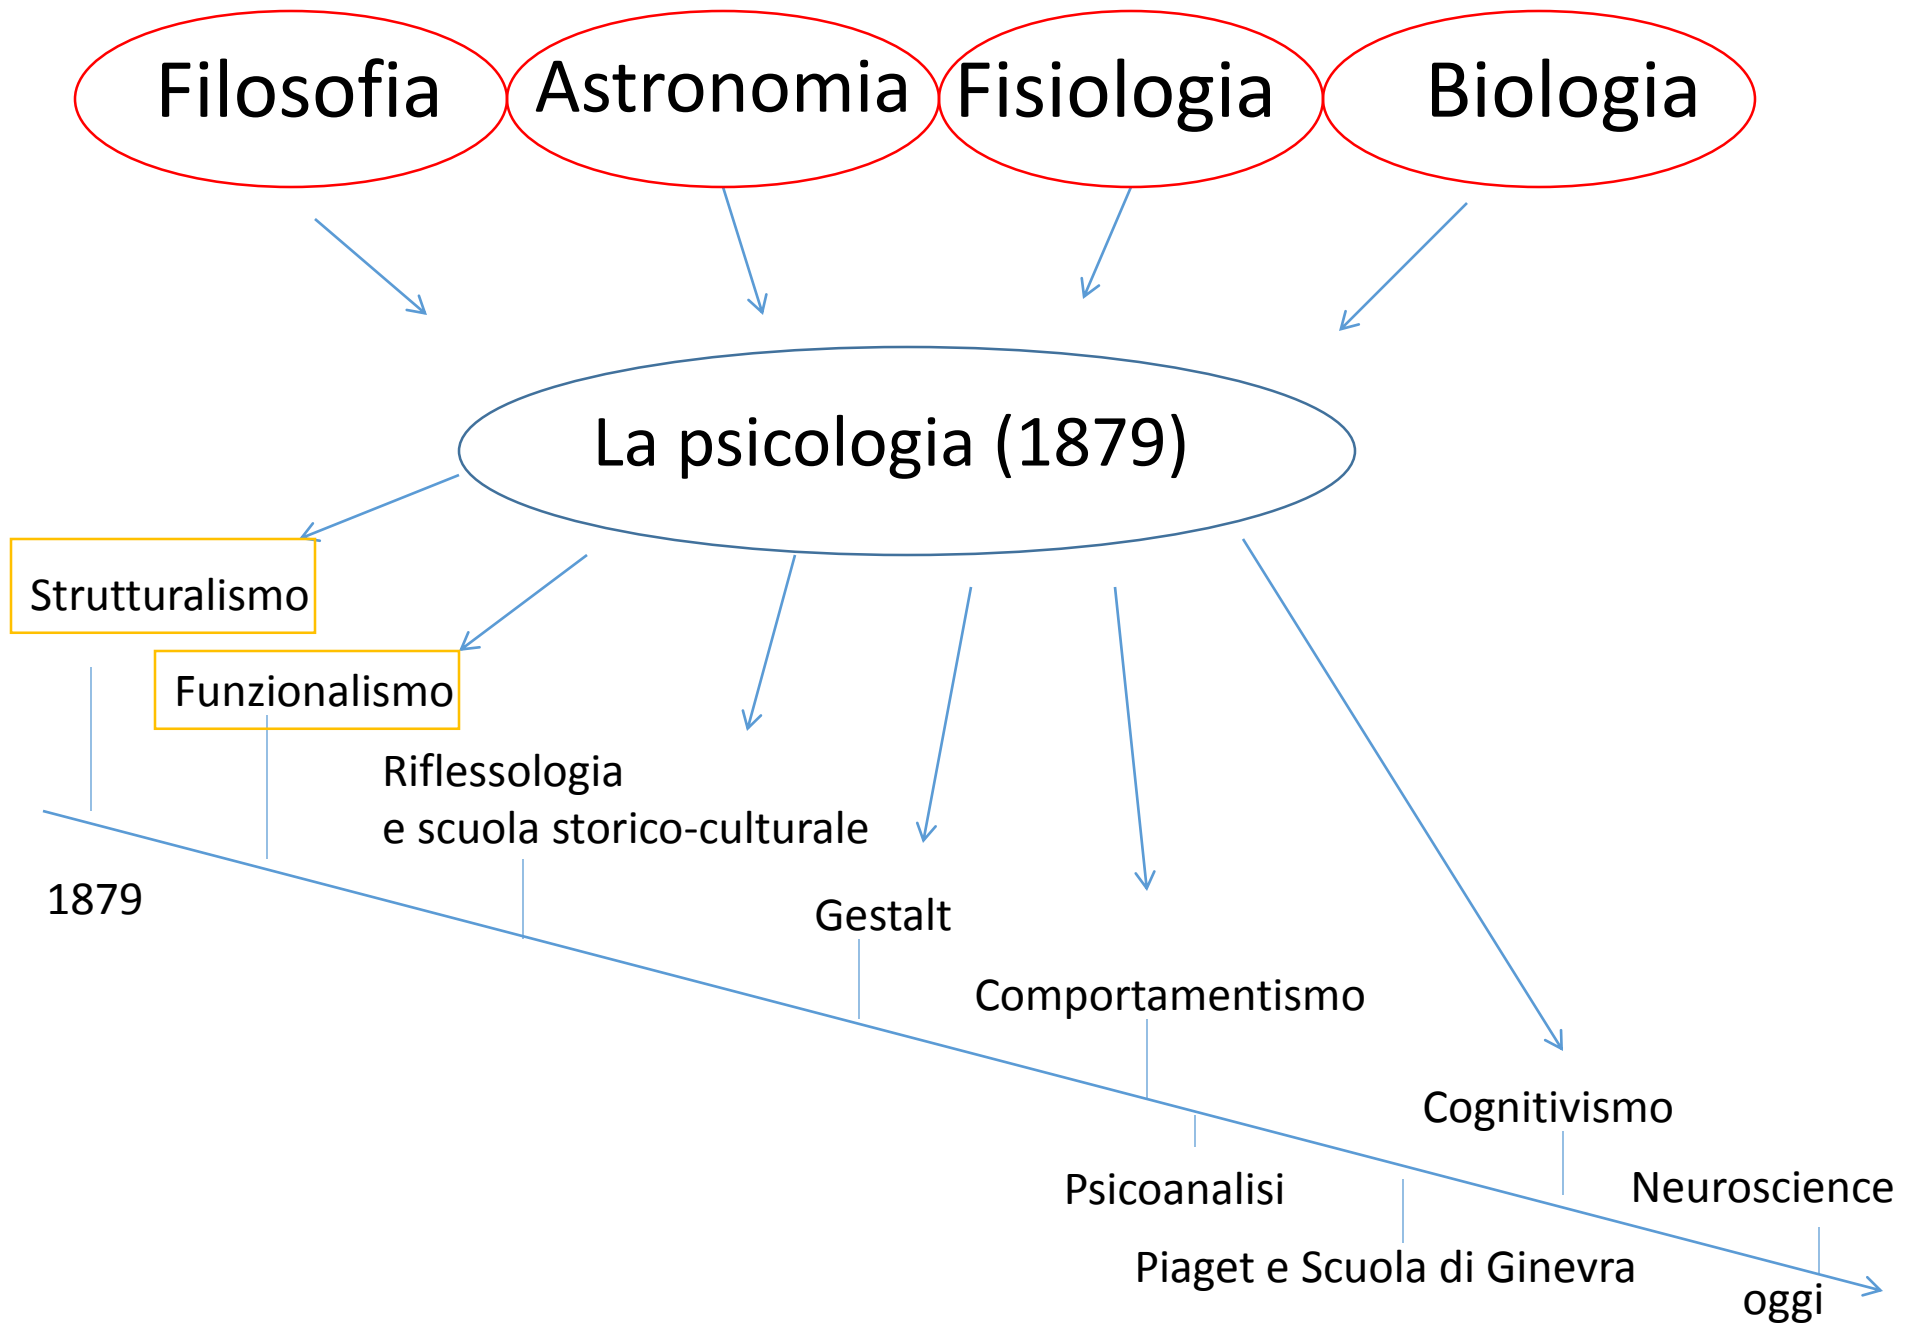 Filosofia
Astronomia
Fisiologia
Biologia
La psicologia (1879)
Strutturalismo
Funzionalismo
Riflessologia
e scuola storico-culturale
1879
Gestalt
Comportamentismo
Cognitivismo
Psicoanalisi
Neuroscience
Piaget e Scuola di Ginevra
oggi